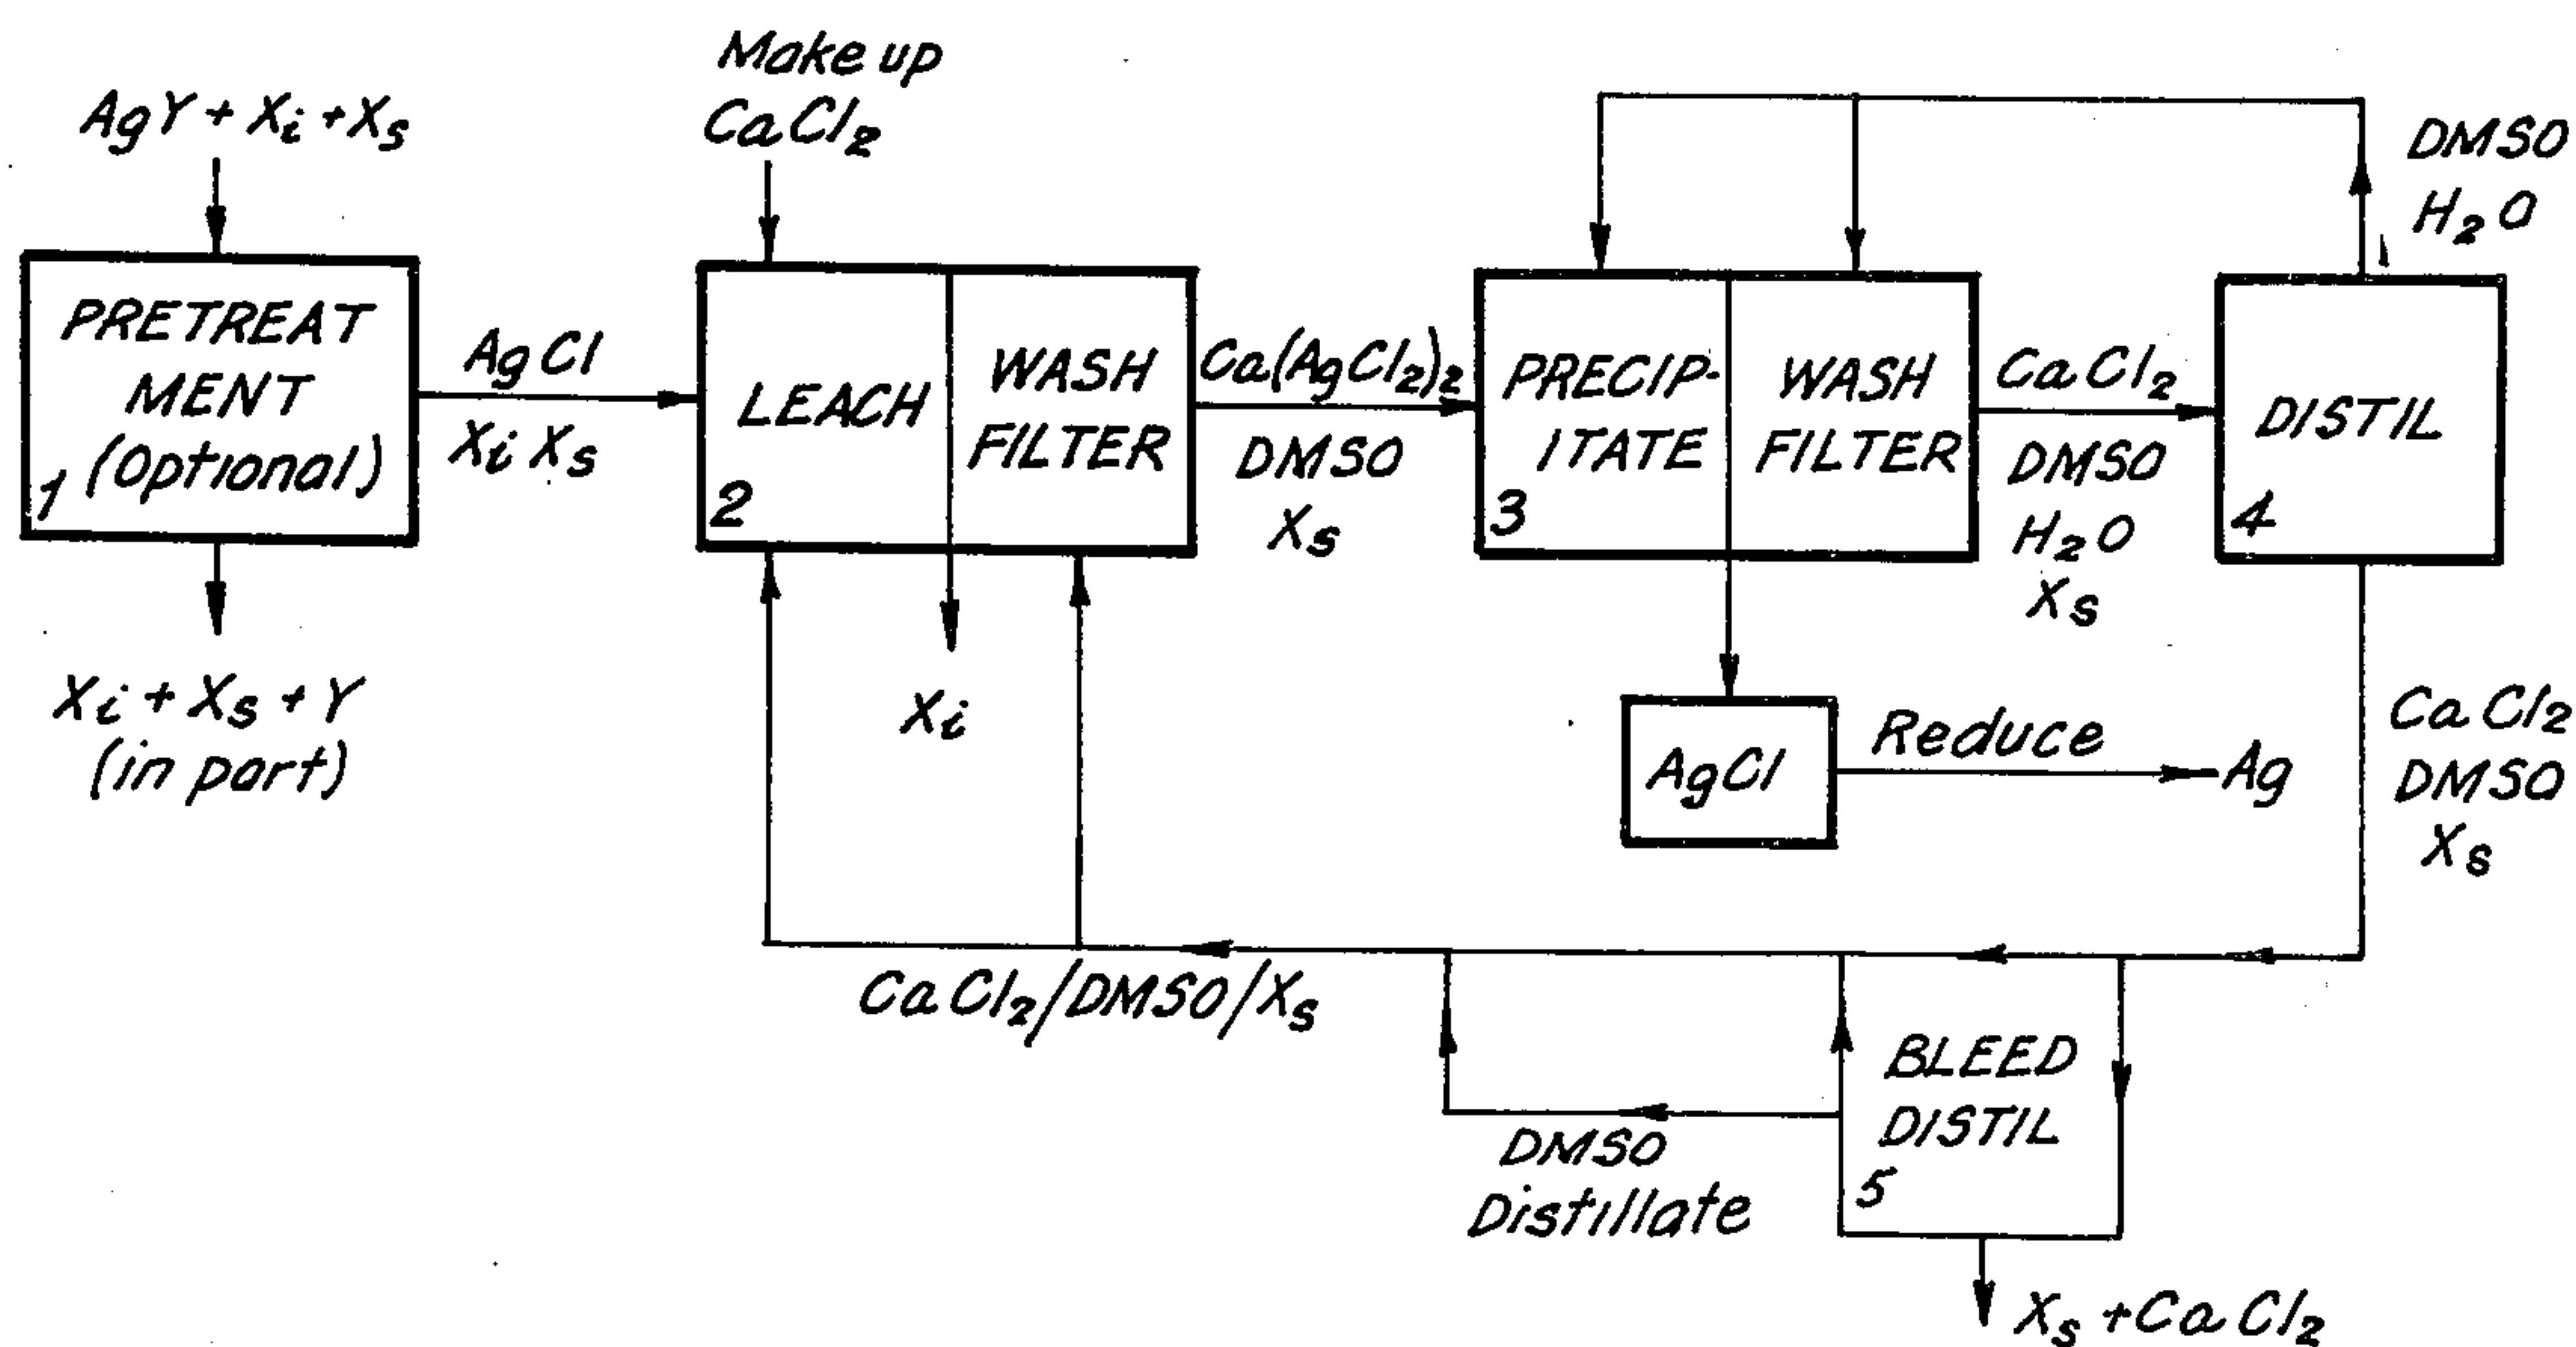 AgY + Xi + Xs
PRETREAT
MENT
(Optional)
1
Xi + Xs + Y
(in part)
AgCl
Xi Xs
Make up
CaCl2
LEACH
2
WASH
FILTER
Xi
Ca(AgCl2)2
DMSO
Xs
PRECIP-
ITATE
3
WASH
FILTER
AgCl
Reduce
Ag
CaCl2
DMSO
H2O
Xs
DISTIL
4
DMSO
H2O
CaCl2
DMSO
Xs
CaCl2/DMSO/Xs
DMSO
Distillate
BLEED
DISTIL
5
Xs + CaCl2